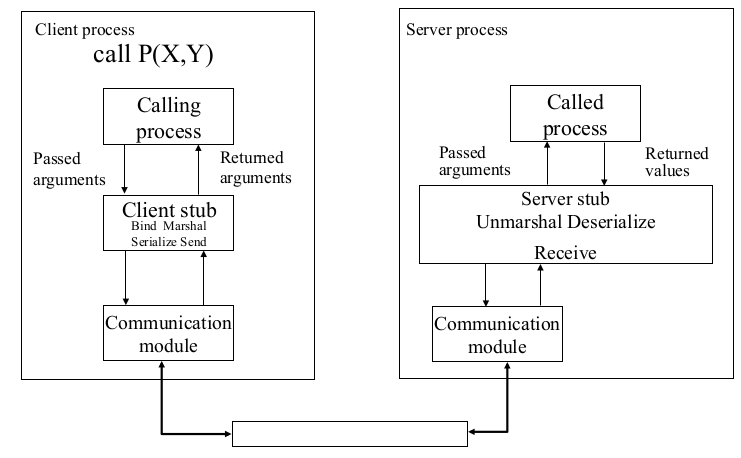 Client process
call P(X,Y)
Calling
process
Passed
arguments
Returned
arguments
Client stub
Bind Marshal
Serialize Send
Communication
module
Server process
Called
process
Passed
arguments
Returned
values
Server stub
Unmarshal Deserialize
Receive
Communication
module